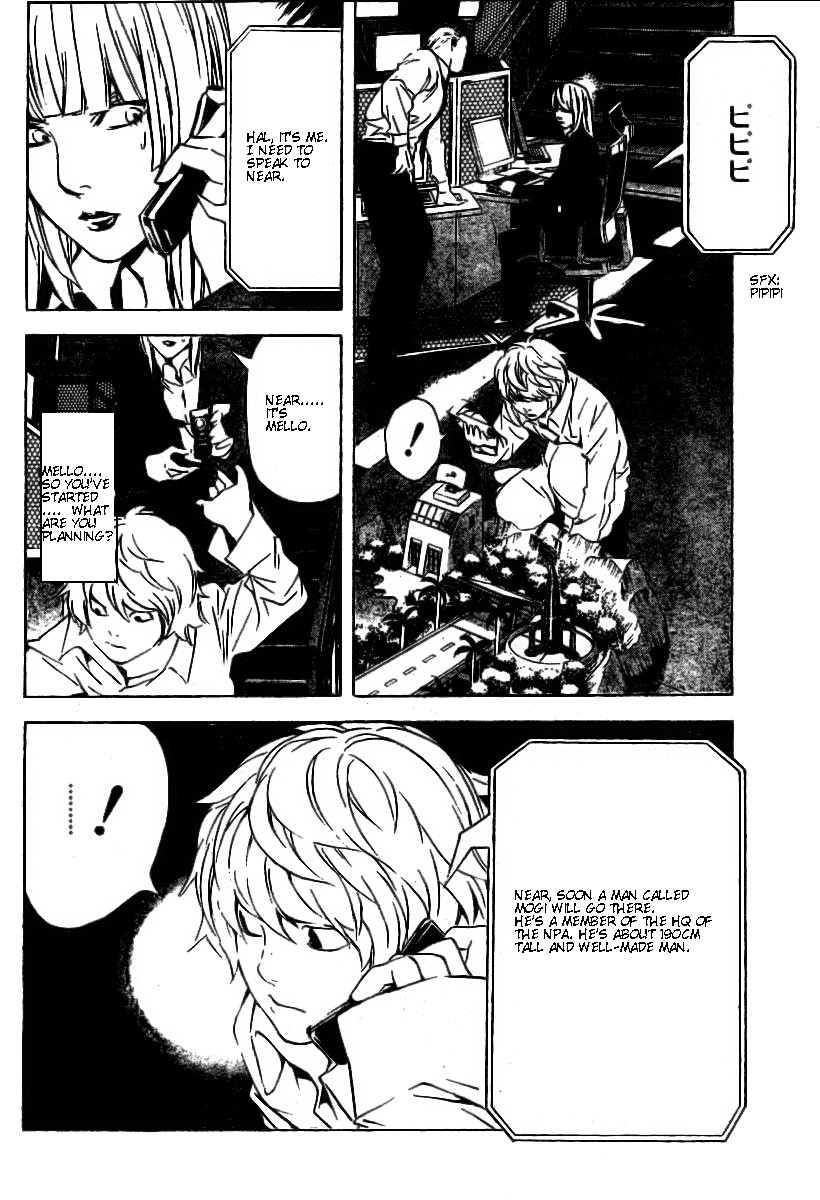 ピピピ
SFX:
PIPIPI
!
HAL, IT'S ME.
I NEED TO
SPEAK TO
NEAR.
NEAR.....
IT'S
MELLO.
MELLO....
SO YOU'VE
STARTED
.... WHAT
ARE YOU
PLANNING?
NEAR, SOON A MAN CALLED
MOGI WILL GO THERE.
HE'S A MEMBER OF THE HQ OF
THE NPA. HE'S ABOUT 190CM
TALL AND WELL-MADE MAN.
! ......